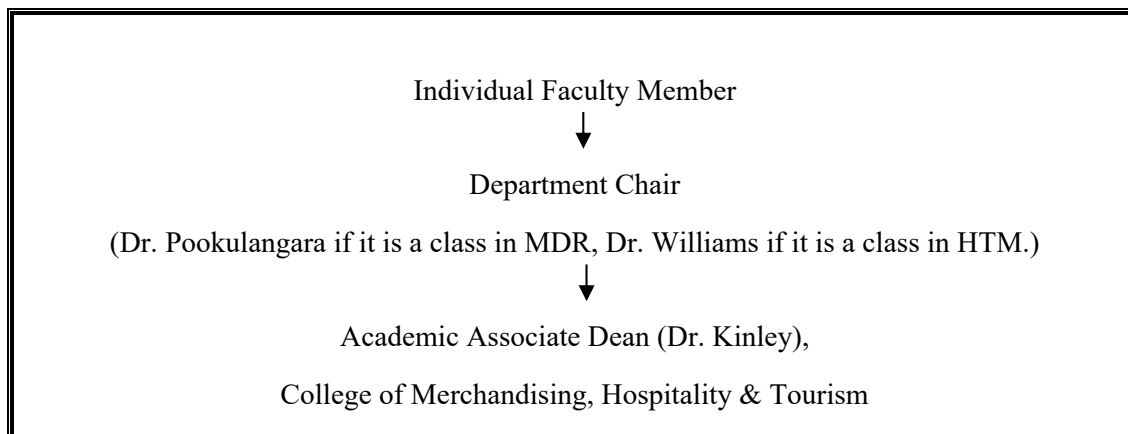 Individual Faculty Member
Department Chair
(Dr. Pookulangara if it is a class in MDR, Dr. Williams if it is a class in HTM.)
Academic Associate Dean (Dr. Kinley),
College of Merchandising, Hospitality & Tourism